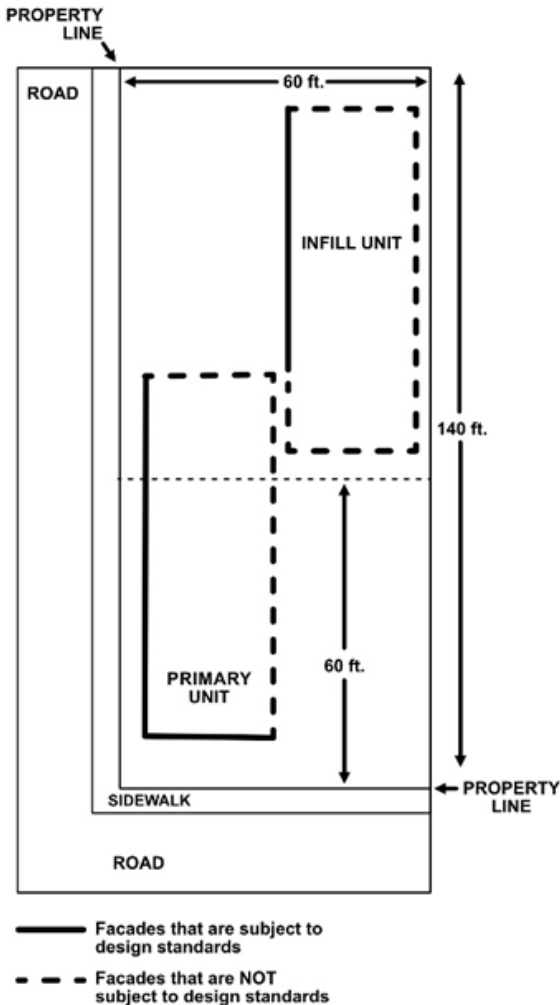 PROPERTY
LINE
ROAD
60 ft.
INFILL UNIT
140 ft.
60 ft.
PRIMARY
UNIT
PROPERTY
LINE
SIDEWALK
ROAD
Facades that are subject to
design standards
Facades that are NOT
subject to design standards